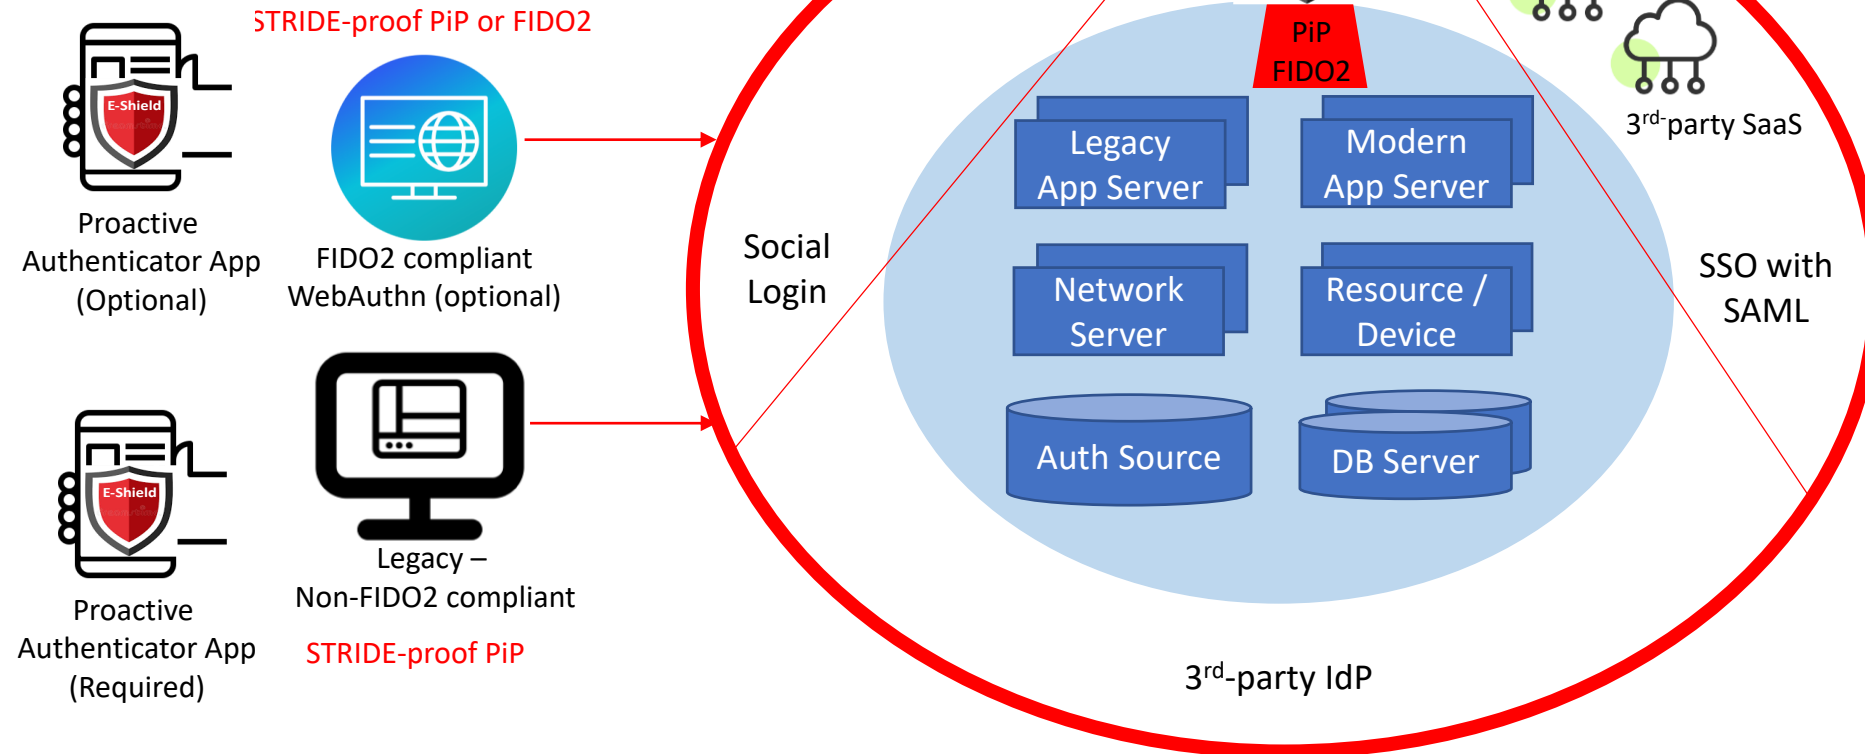 STRIDE-proof PiP or FIDO2
E-Shield
Proactive
Authenticator App
(Optional)
FIDO2 compliant
WebAuthn (optional)
E-Shield
Proactive
Authenticator App
(Required)
Legacy –
Non-FIDO2 compliant
STRIDE-proof PiP
Social
Login
PiP
FIDO2
Legacy
App Server
Modern
App Server
Network
Server
Resource /
Device
Auth Source
DB Server
3rd-party SaaS
SSO with
SAML
3rd-party IdP